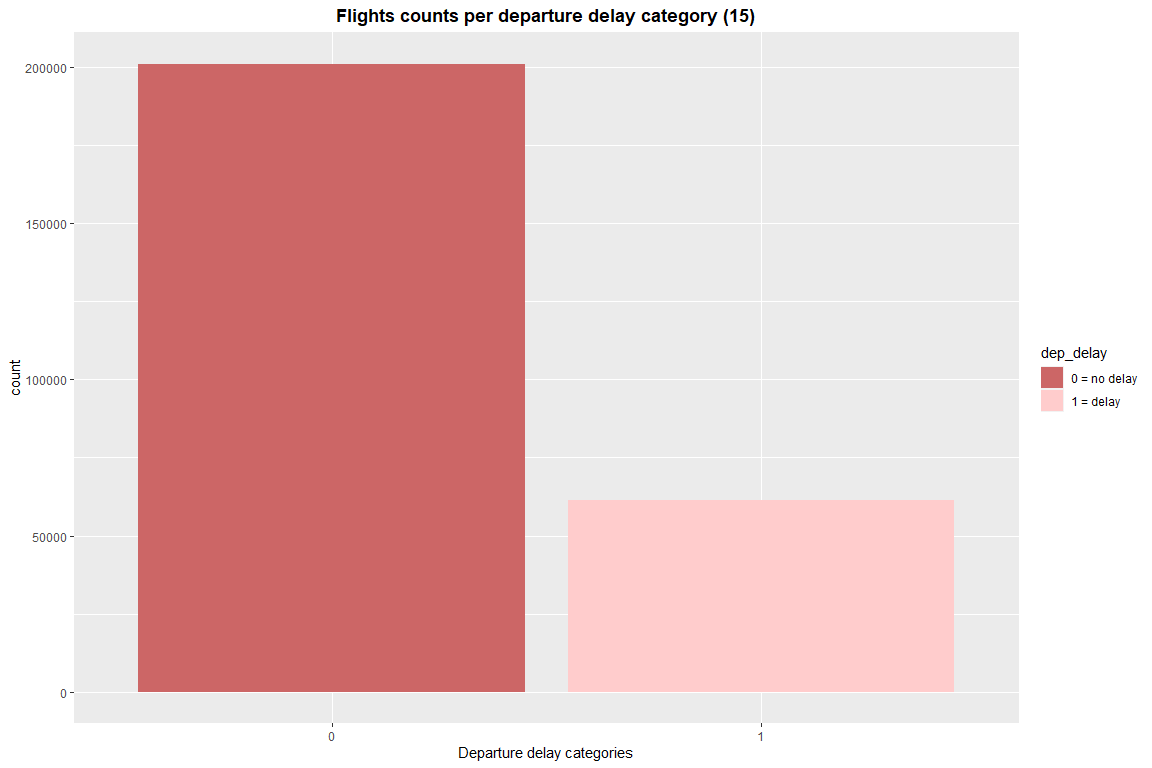 Flights counts per departure delay category (15)
200000
150000
100000
50000
0
count
0
1
Departure delay categories
dep_delay
0 = no delay
1 = delay